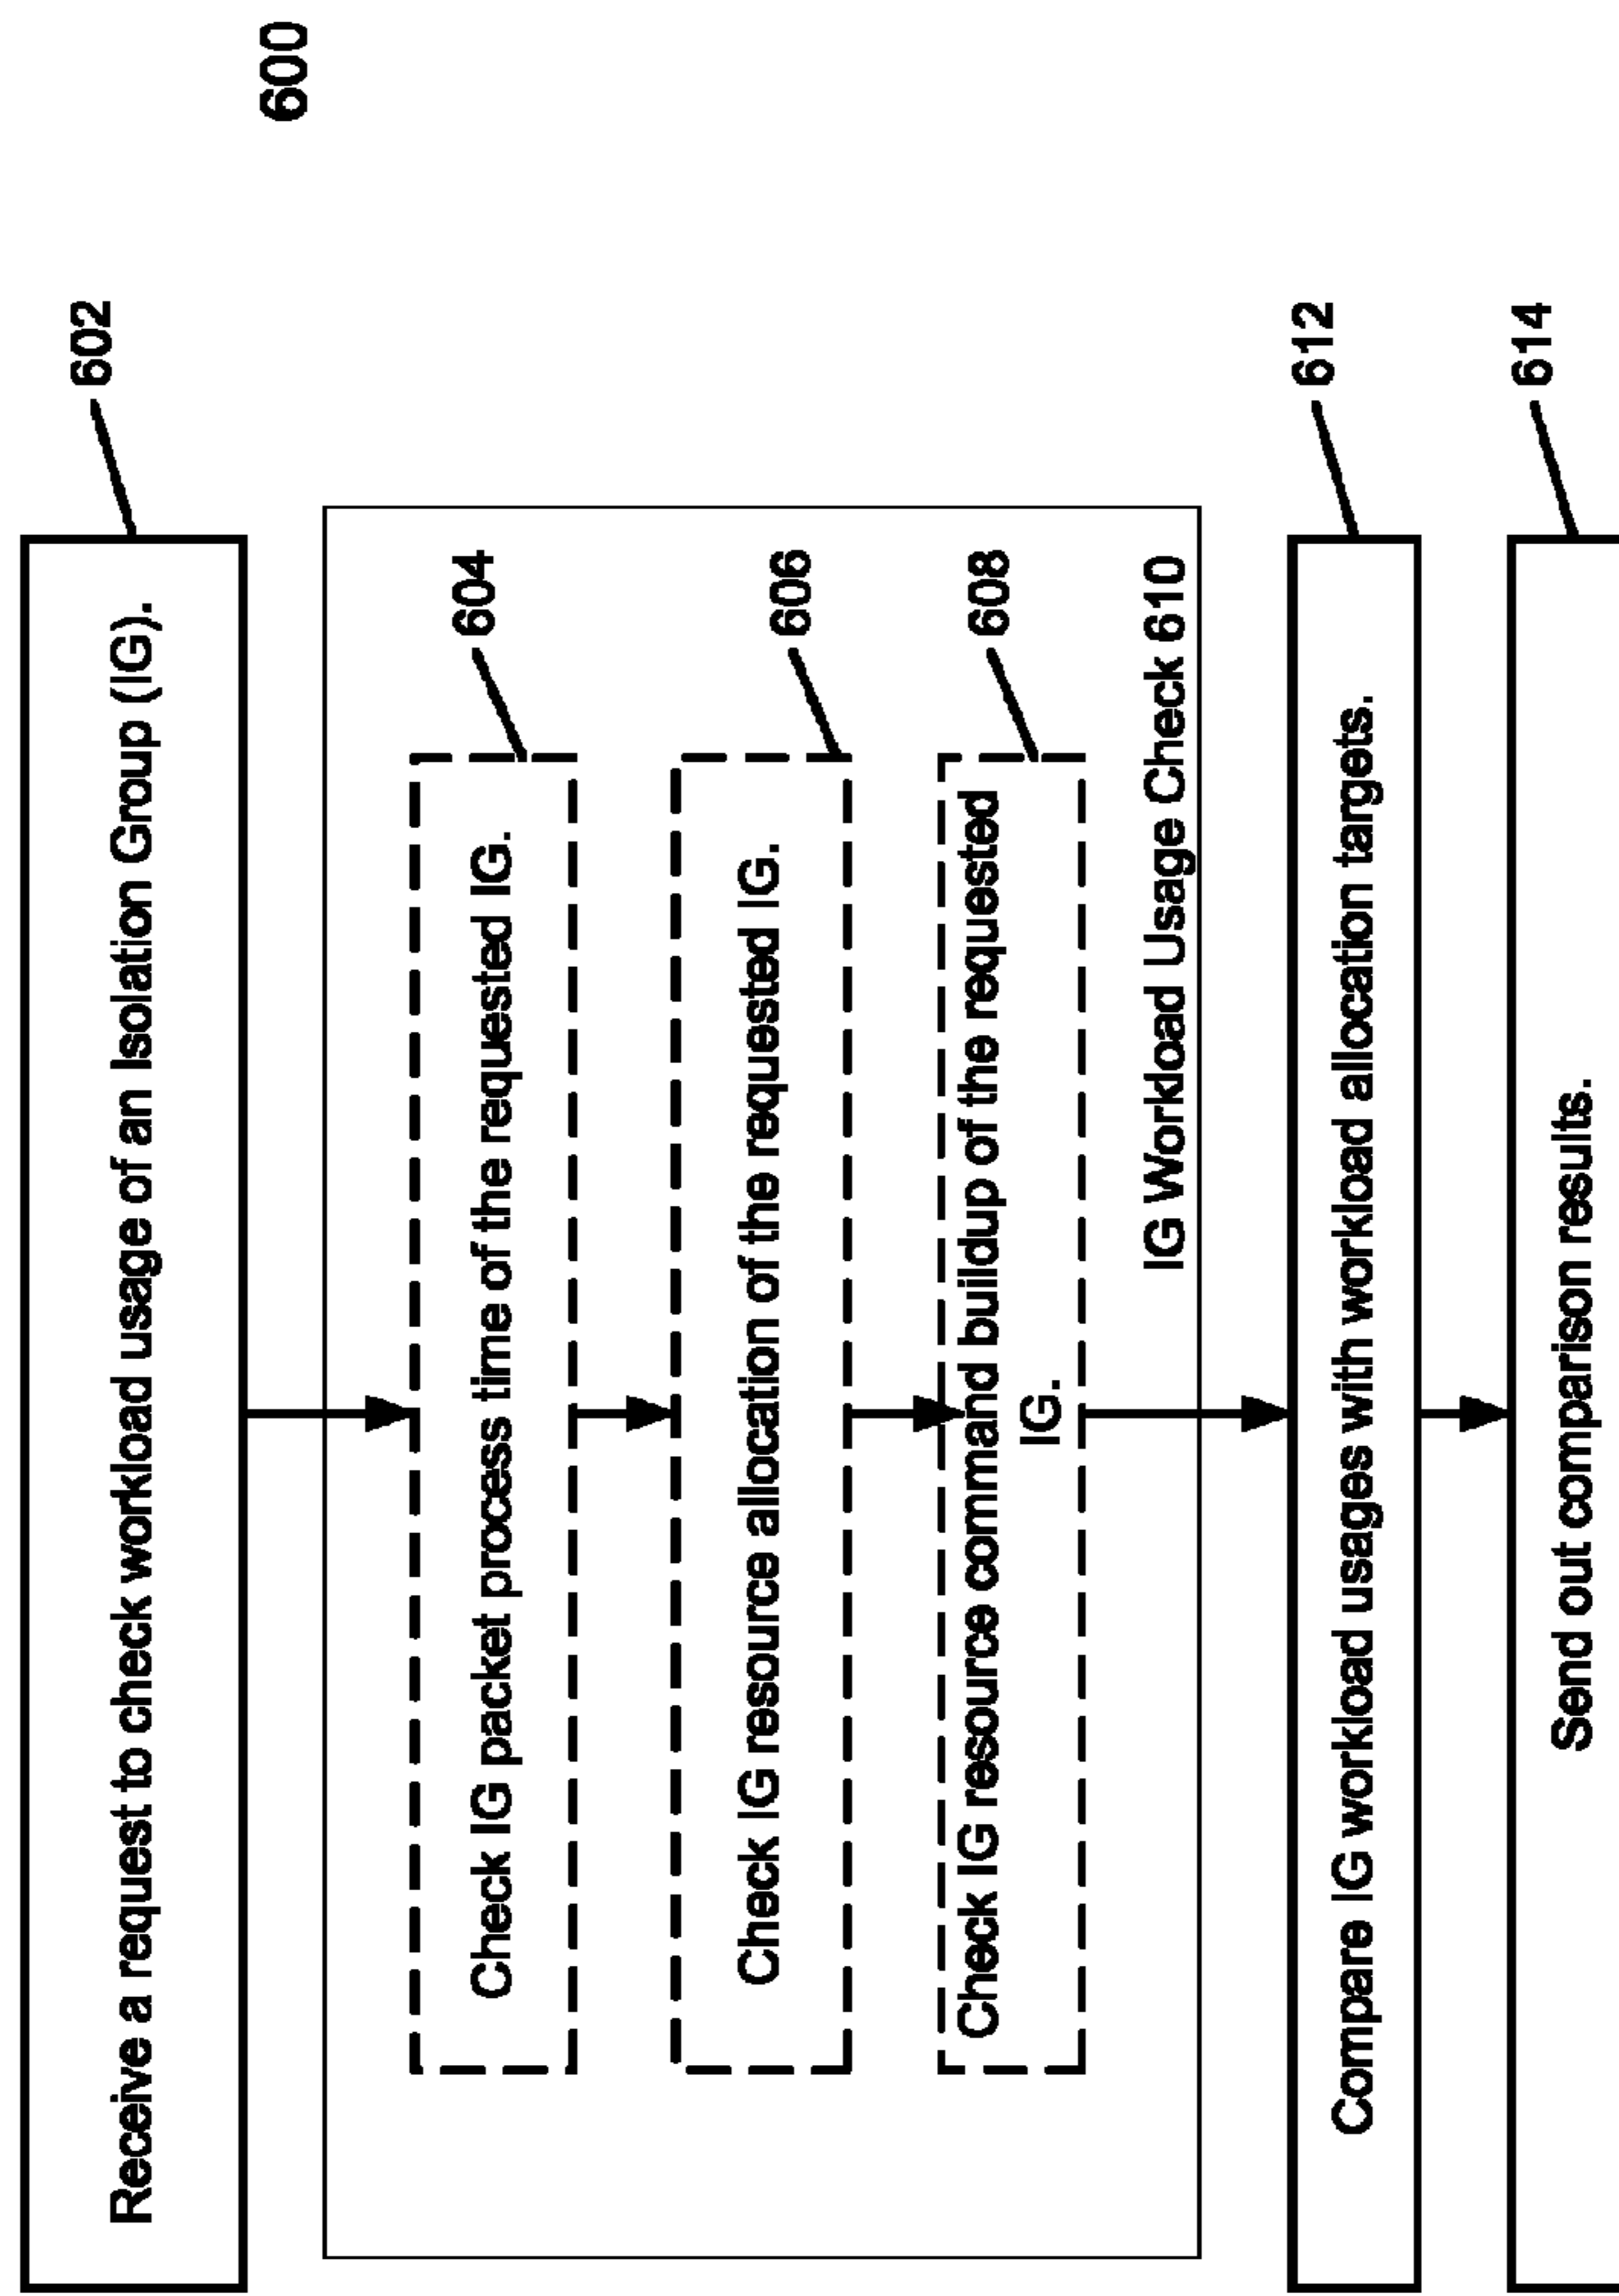 600
Receive a request to check workload usage of an Isolation Group (IG).
602
Check IG packet process time of the requested IG.
604
Check IG resource allocation of the requested IG.
606
Check IG resource command buildup of the requested
IG.
608
IG Workload Usage Check 610
Compare IG workload usages with workload allocation targets.
612
Send out comparison results.
614